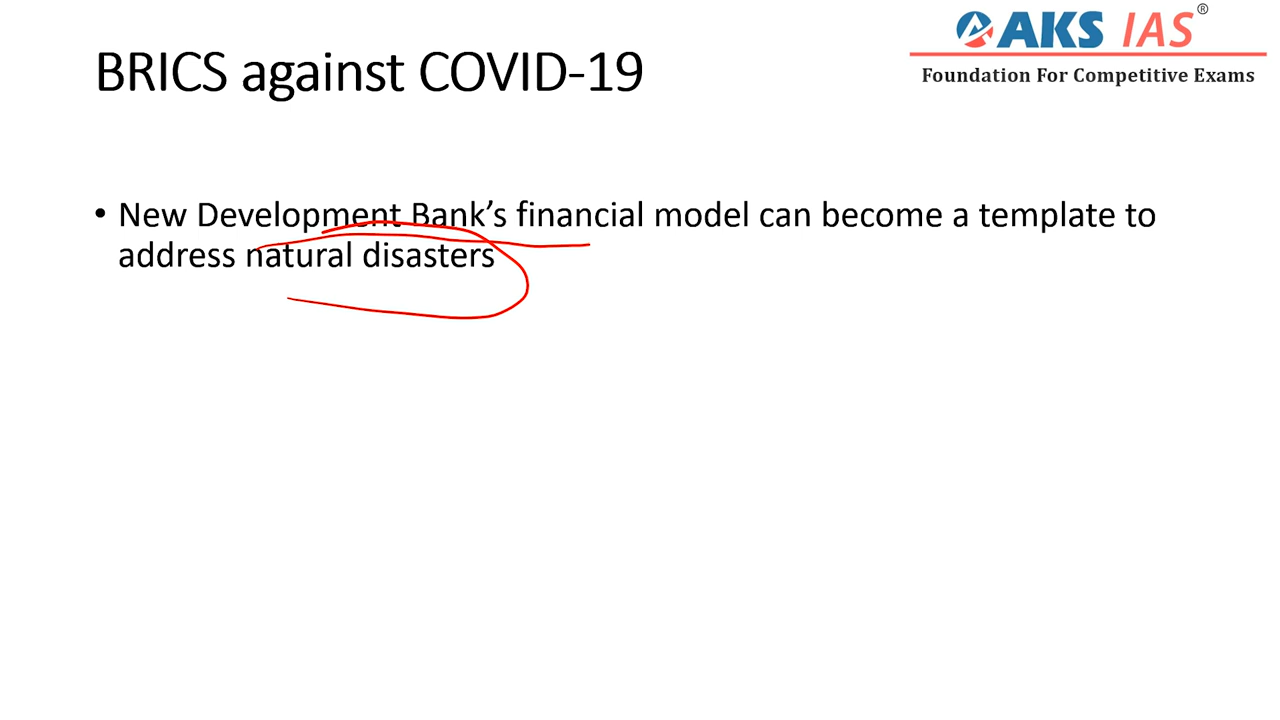 BRICS against COVID-19
AKS IAS®
Foundation For Competitive Exams
• New Development Bank’s financial model can become a template to
address natural disasters